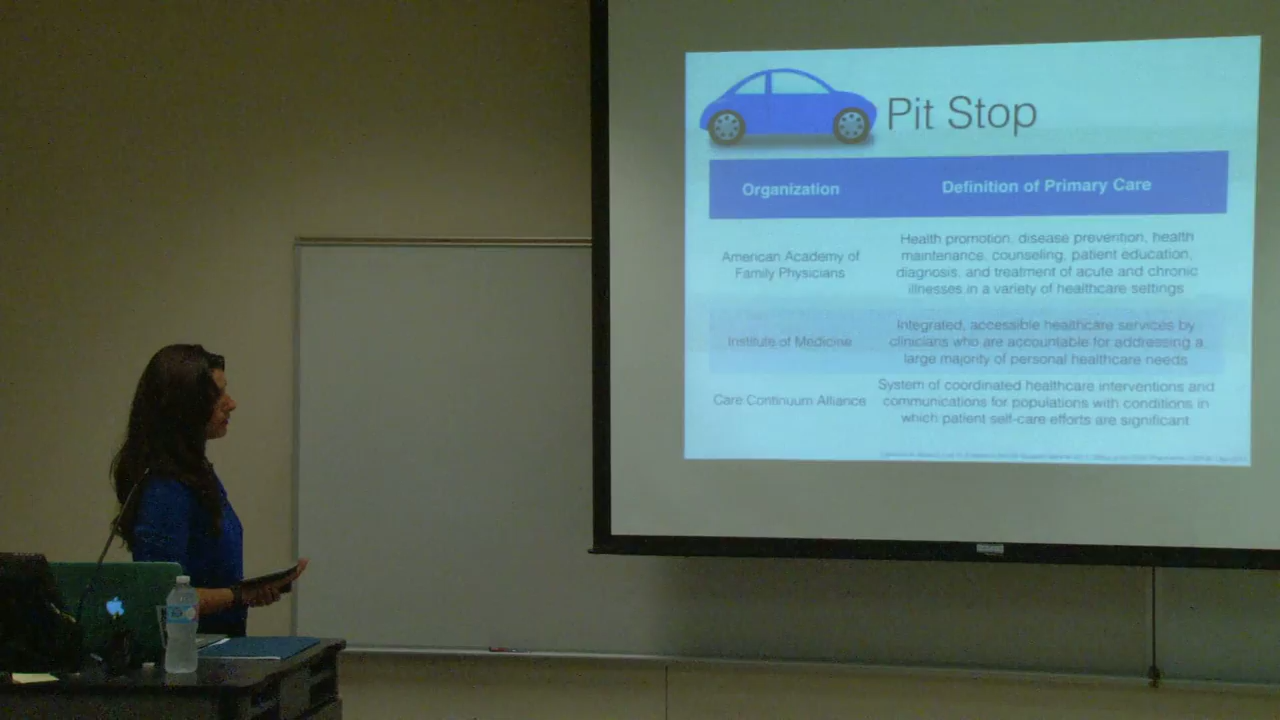 Pit Stop
Organization
Definition of Primary Care
American Academy of
Family Physicians
Health promotion, disease prevention, health
maintenance, counseling, patient education,
diagnosis, and treatment of acute and chronic
illnesses in a variety of healthcare settings
Institute of Medicine
Integrated, accessible healthcare services by
clinicians who are accountable for addressing a
large majority of personal healthcare needs
Care Continuum Alliance
System of coordinated healthcare interventions and
communications for populations with conditions in
which patient self-care efforts are significant